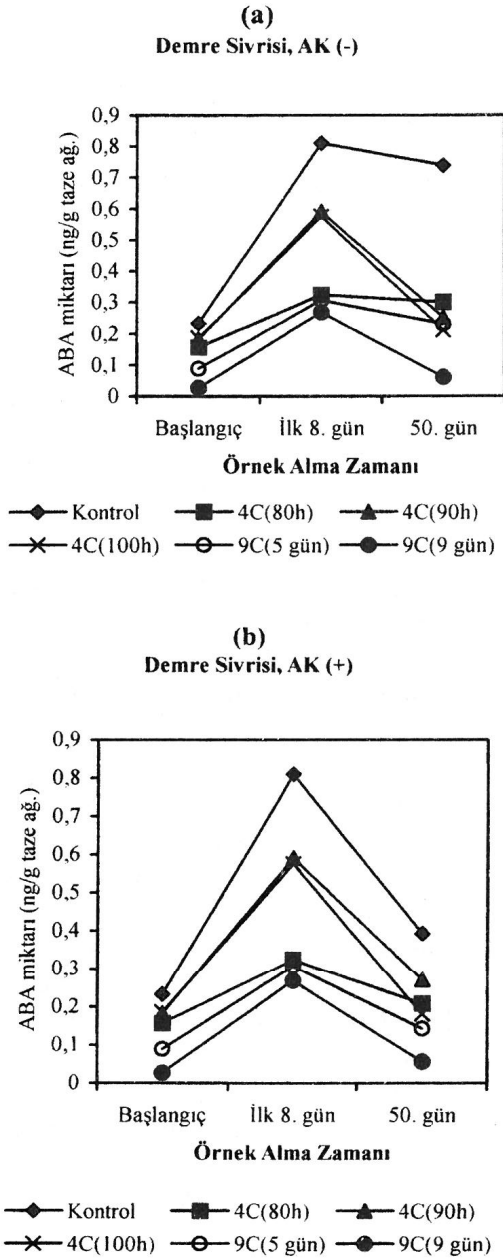 (a)
Demre Sivrisi, AK (-)
ABA miktarı (ng/g taze ağ.)
0,9
0,8
0,7
0,6
0,5
0,4
0,3
0,2
0,1
0
Başlangıç İlk 8. gün 50. gün
Örnek Alma Zamanı
Kontrol 4C(80h) 4C(90h)
4C(100h) 9C(5 gün) 9C(9 gün)
(b)
Demre Sivrisi, AK (+)
ABA miktarı (ng/g taze ağ.)
0,9
0,8
0,7
0,6
0,5
0,4
0,3
0,2
0,1
0
Başlangıç İlk 8. gün 50. gün
Örnek Alma Zamanı
Kontrol 4C(80h) 4C(90h)
4C(100h) 9C(5 gün) 9C(9 gün)